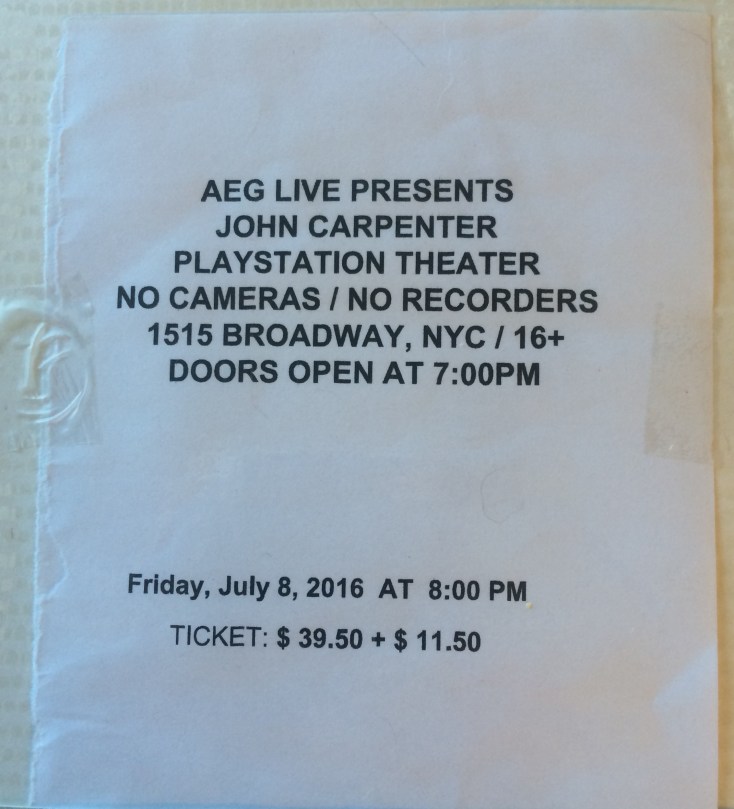 AEG LIVE PRESENTS
JOHN CARPENTER
PLAYSTATION THEATER
NO CAMERAS / NO RECORDERS
1515 BROADWAY, NYC / 16+
DOORS OPEN AT 7:00PM
Friday, July 8, 2016 AT 8:00 PM
TICKET: $ 39.50 + $ 11.50